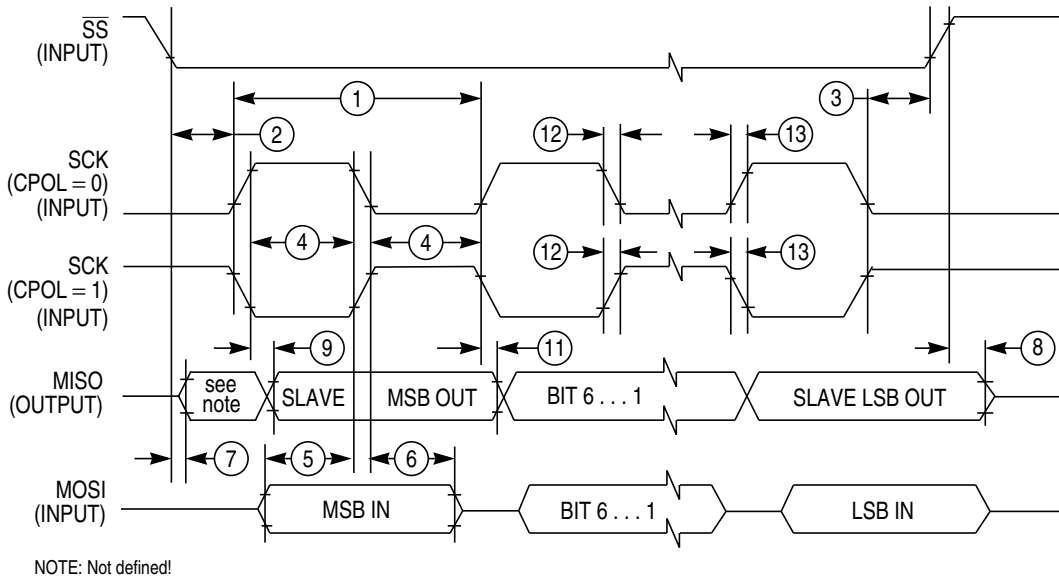 SS
(INPUT)
1
3
2
12
13
SCK
(CPOL = 0)
(INPUT)
4
4
12
13
SCK
(CPOL = 1)
(INPUT)
9
11
8
MISO
(OUTPUT)
see
note
SLAVE
MSB OUT
BIT 6 . . . 1
SLAVE LSB OUT
7
5
6
MOSI
(INPUT)
MSB IN
BIT 6 . . . 1
LSB IN
NOTE: Not defined!